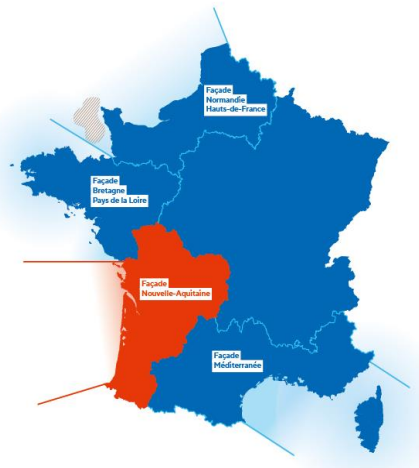 Façade
Normandie
Hauts-de-France
Façade
Bretagne
Pays de la Loire
Façade
Nouvelle-Aquitaine
Façade
Méditerranée